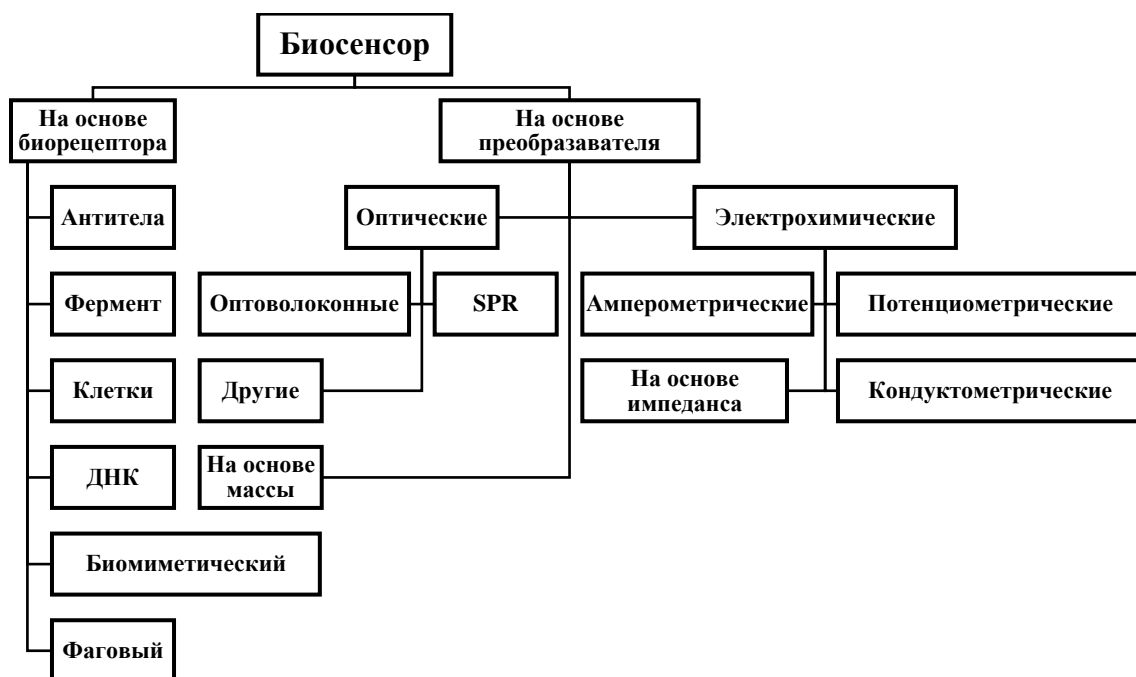 Биосенсор
На основе
биорецептора
На основе
преобразавателя
Антитела
Оптические
Электрохимические
Фермент
Оптоволоконные
SPR
Амперометрические
Потенциометрические
Клетки
Другие
На основе
импеданса
Кондуктометрические
ДНК
На основе
массы
Биомиметический
Фаговый